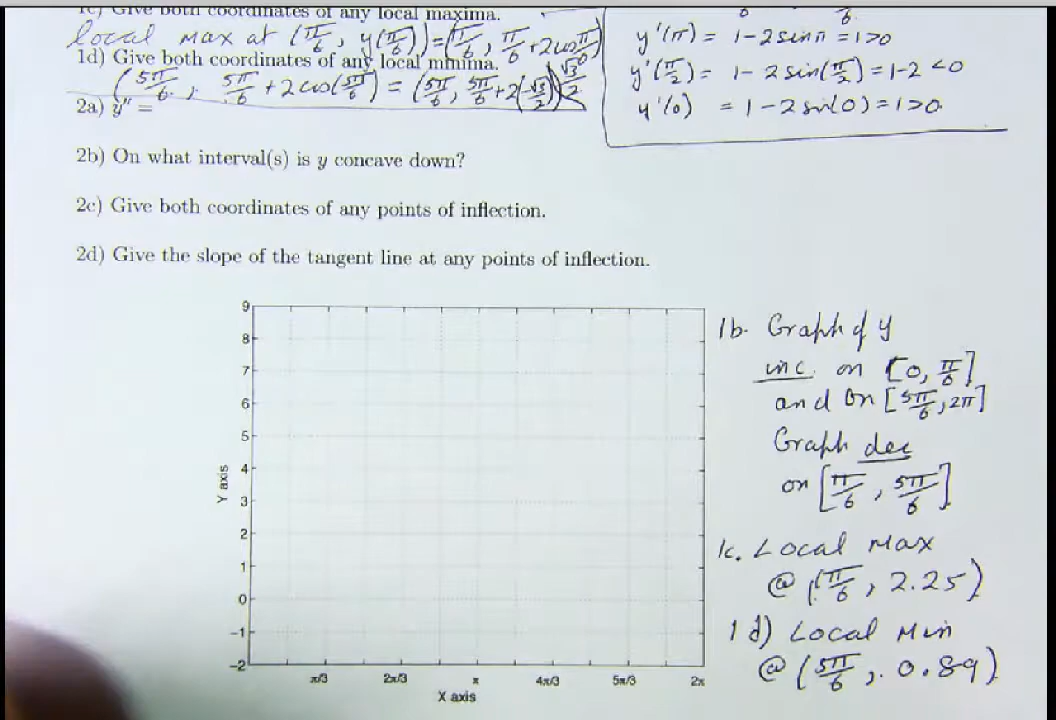 1c) Give both coordinates of any local maxima.
local max at (π/6, y(π/6)) = (π/6, π/6 + 2cos π/6)
1d) Give both coordinates of any local minima.
(5π/6, 5π/6 + 2cos(5π/6)) = (5π/6, 5π/6 + 2(-√3/2))
√3/2
2a) y″ =
y'(π) = 1-2sinπ = 1>0
y'(π/2) = 1-2sin(π/2) = 1-2<0
y'(0) = 1-2sin(0) = 1>0
2b) On what interval(s) is y concave down?
2c) Give both coordinates of any points of inflection.
2d) Give the slope of the tangent line at any points of inflection.
9
8
7
6
5
4
3
2
1
0
−1
−2
Y axis
π/3 2π/3 π 4π/3 5π/3 2π
X axis
1b. Graph of y
inc. on [0, π/6]
and on [5π/6, 2π]
Graph dec
on [π/6, 5π/6]
1c. Local Max
@ (π/6, 2.25)
1d) Local Min
@ (5π/6, 0.89)